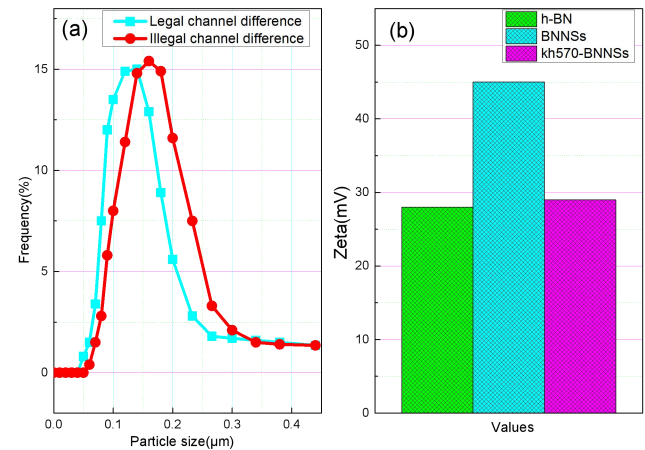 (a)
Legal channel difference
Illegal channel difference
Frequency(%)
15
10
5
0
0.0 0.1 0.2 0.3 0.4
Particle size(μm)
(b)
h-BN
BNNSs
kh570-BNNSs
Zeta(mV)
50
40
30
20
10
0
Values